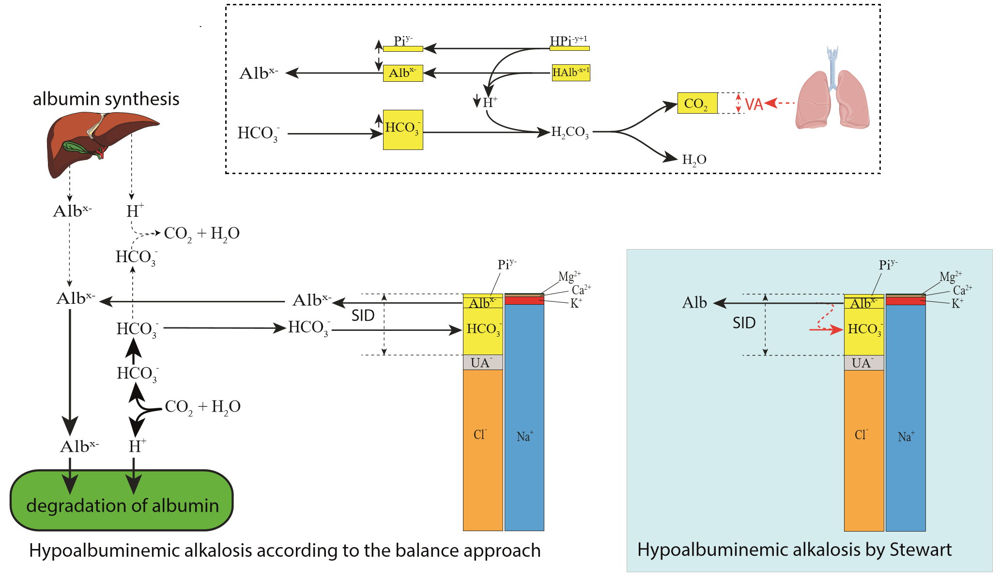 Piʸ⁻
HPi⁻ʸ⁺¹
Albˣ⁻
Albˣ⁻
HAlb⁻ˣ⁺¹
H⁺
CO₂
VA
HCO₃⁻
HCO₃⁻
H₂CO₃
H₂O
albumin synthesis
Albˣ⁻
H⁺
CO₂ + H₂O
HCO₃⁻
Albˣ⁻
HCO₃⁻
HCO₃⁻
CO₂ + H₂O
Albˣ⁻
H⁺
degradation of albumin
Albˣ⁻
HCO₃⁻
SID
Piʸ⁻
Mg²⁺
Ca²⁺
K⁺
Albˣ⁻
HCO₃⁻
UA⁻
Cl⁻
Na⁺
Hypoalbuminemic alkalosis according to the balance approach
Alb
SID
Piʸ⁻
Mg²⁺
Ca²⁺
K⁺
Albˣ⁻
HCO₃⁻
UA⁻
Cl⁻
Na⁺
Hypoalbuminemic alkalosis by Stewart